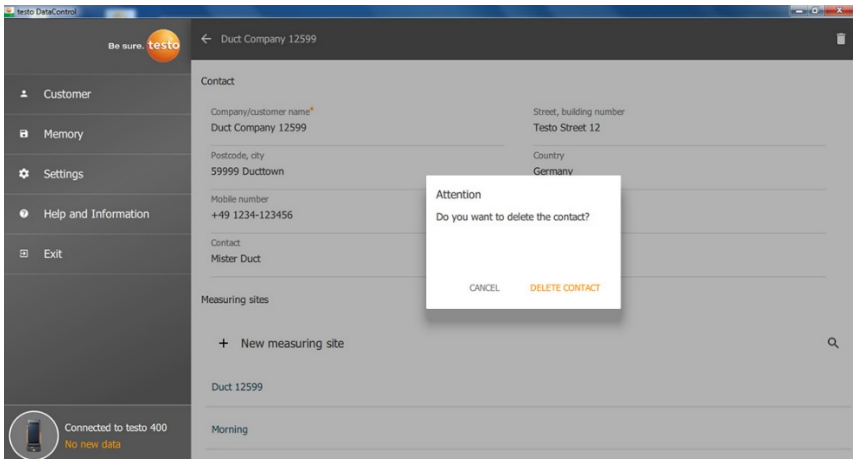 testo DataControl
Be sure. testo
Customer
Memory
Settings
Help and Information
Exit
Connected to testo 400
No new data
Duct Company 12599
Contact
Company/customer name*
Duct Company 12599
Street, building number
Testo Street 12
Postcode, city
59999 Ducttown
Country
Germany
Mobile number
+49 1234-123456
Contact
Mister Duct
Attention
Do you want to delete the contact?
CANCEL DELETE CONTACT
Measuring sites
+ New measuring site
Duct 12599
Morning